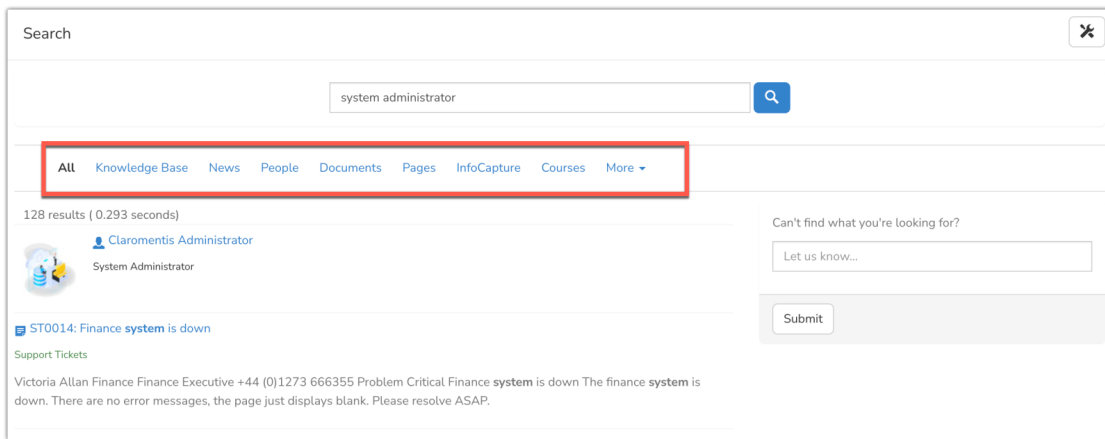 Search
system administrator
All Knowledge Base News People Documents Pages InfoCapture Courses More
128 results ( 0.293 seconds)
Claromentis Administrator
System Administrator
ST0014: Finance system is down
Support Tickets
Victoria Allan Finance Finance Executive +44 (0)1273 666355 Problem Critical Finance system is down The finance system is
down. There are no error messages, the page just displays blank. Please resolve ASAP.
Can't find what you're looking for?
Let us know...
Submit